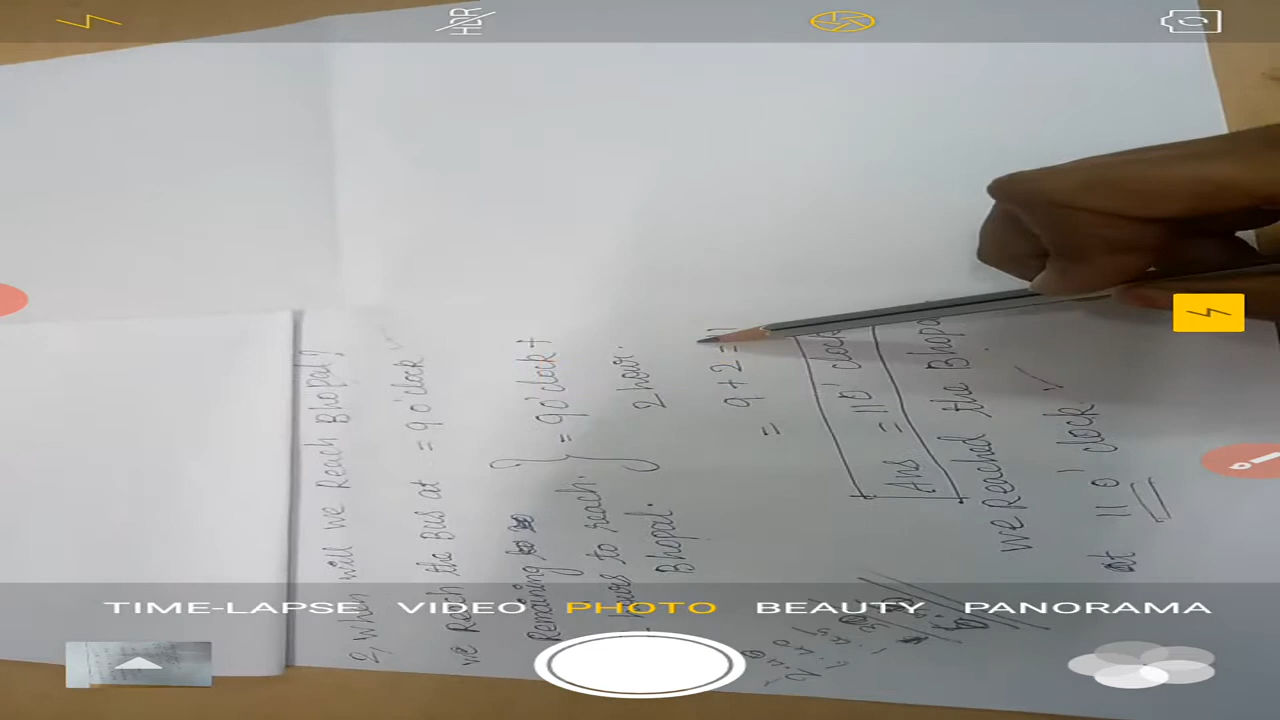 HDR
2, When will we Reach Bhopal?
we Reach the Bus at = 9 o'clock
Remaining
hours to reach. } = 9 o'clock +
Bhopal. 2 hour.
= 9 + 2 =
Ans = 11 o' clock
we Reached the Bhopal
at 11 o' clock.
TIME-LAPSE VIDEO PHOTO BEAUTY PANORAMA